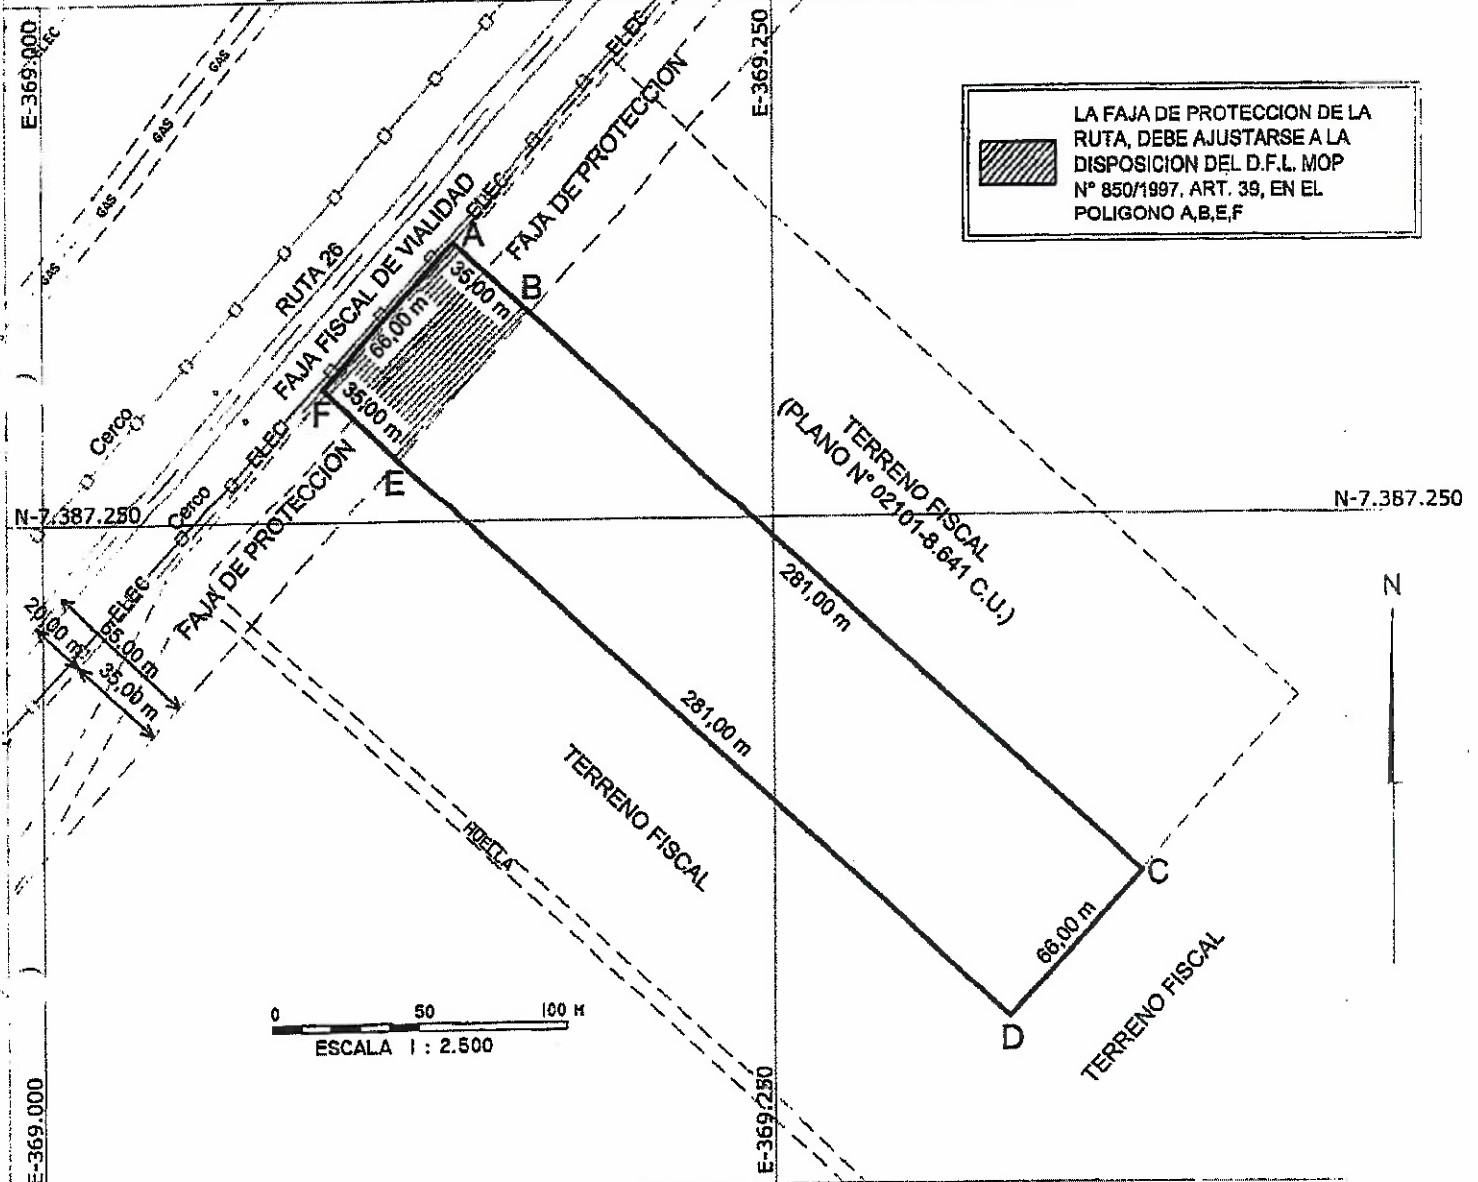 E-369.000
ELEC
GAS
GAS
GAS
GAS
ELEC
E-369.250
LA FAJA DE PROTECCION DE LA
RUTA, DEBE AJUSTARSE A LA
DISPOSICION DEL D.F.L. MOP
N° 850/1997, ART. 39, EN EL
POLIGONO A,B,E,F
FAJA DE PROTECCION
RUTA 26
FAJA FISCAL DE VIALIDAD
ELEC
A
B
35,00 m
66,00 m
F
35,00 m
E
Cerco
ELEC
Cerco
FAJA DE PROTECCION
N-7.387.250
N-7.387.250
TERRENO FISCAL
(PLANO N° 02101-8.641 C.U.)
281,00 m
N
ELEC
20,00 m
65,00 m
35,00 m
281,00 m
TERRENO FISCAL
HUELLA
C
66,00 m
D
TERRENO FISCAL
0 50 100 M
ESCALA 1 : 2.500
E-369.000
E-369.250